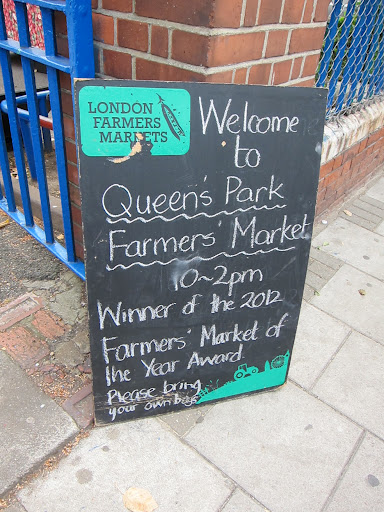 LONDON
FARMERS
MARKETS
Welcome
to
Queen's Park
Farmers' Market
10~2pm
Winner of the 2012
Farmers' Market of
the Year Award.
Please bring
your own bags